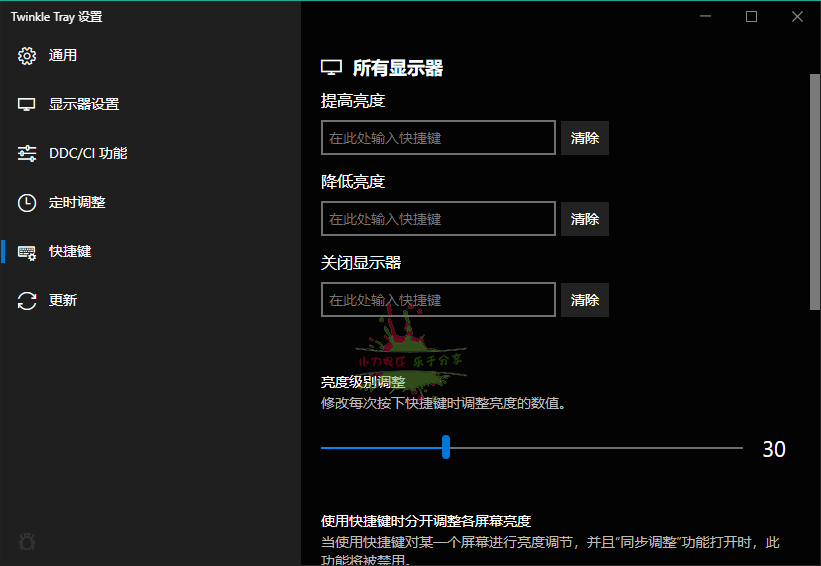 Twinkle Tray 设置
通用
显示器设置
DDC/CI 功能
定时调整
快捷键
更新
所有显示器
提高亮度
在此处输入快捷键
清除
降低亮度
在此处输入快捷键
清除
关闭显示器
在此处输入快捷键
清除
小刀娱乐 乐于分享
亮度级别调整
修改每次按下快捷键时调整亮度的数值。
30
使用快捷键时分开调整各屏幕亮度
当使用快捷键对某一个屏幕进行亮度调节，并且“同步调整”功能打开时，此
功能将被禁用。